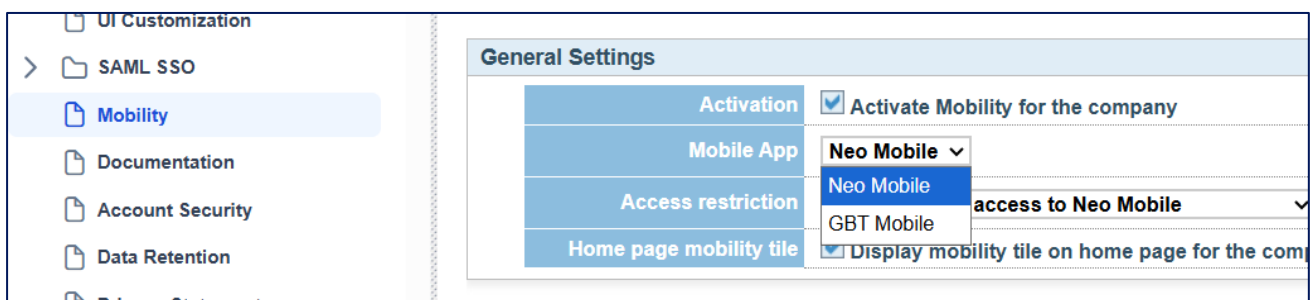 UI Customization
SAML SSO
Mobility
Documentation
Account Security
Data Retention
General Settings
Activation Activate Mobility for the company
Mobile App Neo Mobile
Neo Mobile
GBT Mobile
Access restriction access to Neo Mobile
Home page mobility tile Display mobility tile on home page for the